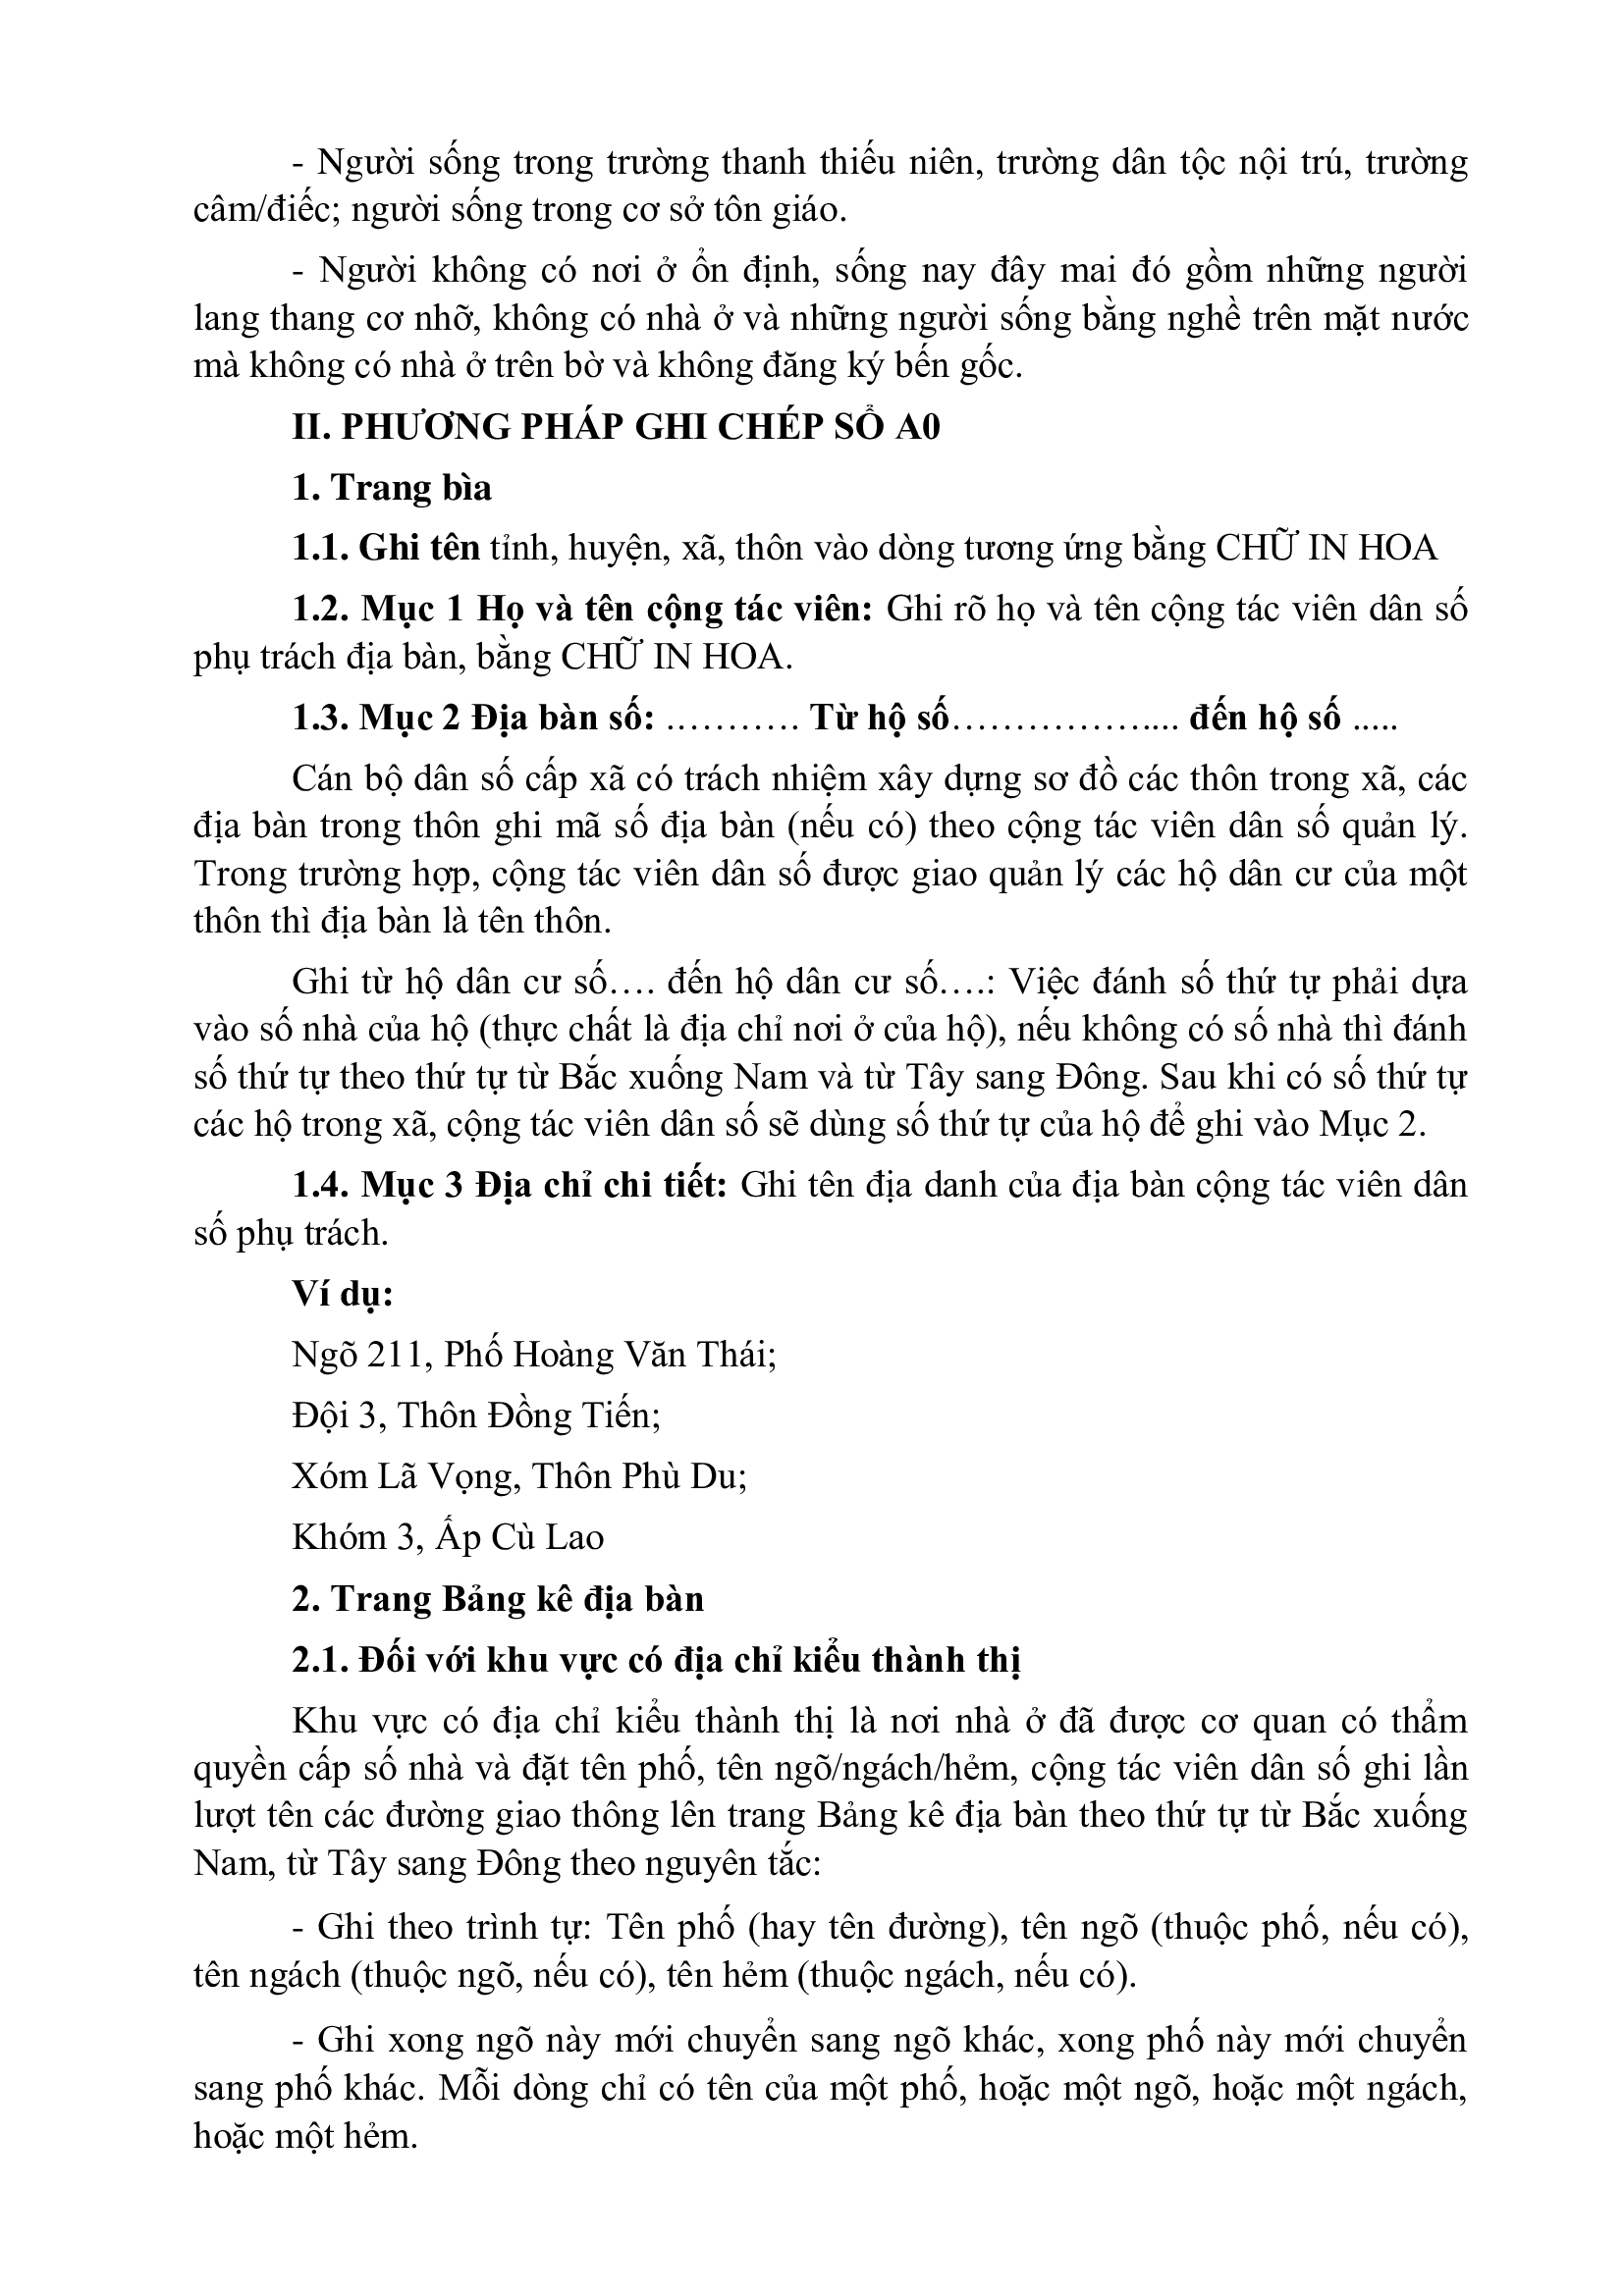 - Người sống trong trường thanh thiếu niên, trường dân tộc nội trú, trường
câm/điếc; người sống trong cơ sở tôn giáo.
- Người không có nơi ở ổn định, sống nay đây mai đó gồm những người
lang thang cơ nhỡ, không có nhà ở và những người sống bằng nghề trên mặt nước
mà không có nhà ở trên bờ và không đăng ký bến gốc.
II. PHƯƠNG PHÁP GHI CHÉP SỔ A0
1. Trang bìa
1.1. Ghi tên tỉnh, huyện, xã, thôn vào dòng tương ứng bằng CHỮ IN HOA
1.2. Mục 1 Họ và tên cộng tác viên: Ghi rõ họ và tên cộng tác viên dân số
phụ trách địa bàn, bằng CHỮ IN HOA.
1.3. Mục 2 Địa bàn số: ………… Từ hộ số…………….... đến hộ số .....
Cán bộ dân số cấp xã có trách nhiệm xây dựng sơ đồ các thôn trong xã, các
địa bàn trong thôn ghi mã số địa bàn (nếu có) theo cộng tác viên dân số quản lý.
Trong trường hợp, cộng tác viên dân số được giao quản lý các hộ dân cư của một
thôn thì địa bàn là tên thôn.
Ghi từ hộ dân cư số…. đến hộ dân cư số….: Việc đánh số thứ tự phải dựa
vào số nhà của hộ (thực chất là địa chỉ nơi ở của hộ), nếu không có số nhà thì đánh
số thứ tự theo thứ tự từ Bắc xuống Nam và từ Tây sang Đông. Sau khi có số thứ tự
các hộ trong xã, cộng tác viên dân số sẽ dùng số thứ tự của hộ để ghi vào Mục 2.
1.4. Mục 3 Địa chỉ chi tiết: Ghi tên địa danh của địa bàn cộng tác viên dân
số phụ trách.
Ví dụ:
Ngõ 211, Phố Hoàng Văn Thái;
Đội 3, Thôn Đồng Tiến;
Xóm Lã Vọng, Thôn Phù Du;
Khóm 3, Ấp Cù Lao
2. Trang Bảng kê địa bàn
2.1. Đối với khu vực có địa chỉ kiểu thành thị
Khu vực có địa chỉ kiểu thành thị là nơi nhà ở đã được cơ quan có thẩm
quyền cấp số nhà và đặt tên phố, tên ngõ/ngách/hẻm, cộng tác viên dân số ghi lần
lượt tên các đường giao thông lên trang Bảng kê địa bàn theo thứ tự từ Bắc xuống
Nam, từ Tây sang Đông theo nguyên tắc:
- Ghi theo trình tự: Tên phố (hay tên đường), tên ngõ (thuộc phố, nếu có),
tên ngách (thuộc ngõ, nếu có), tên hẻm (thuộc ngách, nếu có).
- Ghi xong ngõ này mới chuyển sang ngõ khác, xong phố này mới chuyển
sang phố khác. Mỗi dòng chỉ có tên của một phố, hoặc một ngõ, hoặc một ngách,
hoặc một hẻm.